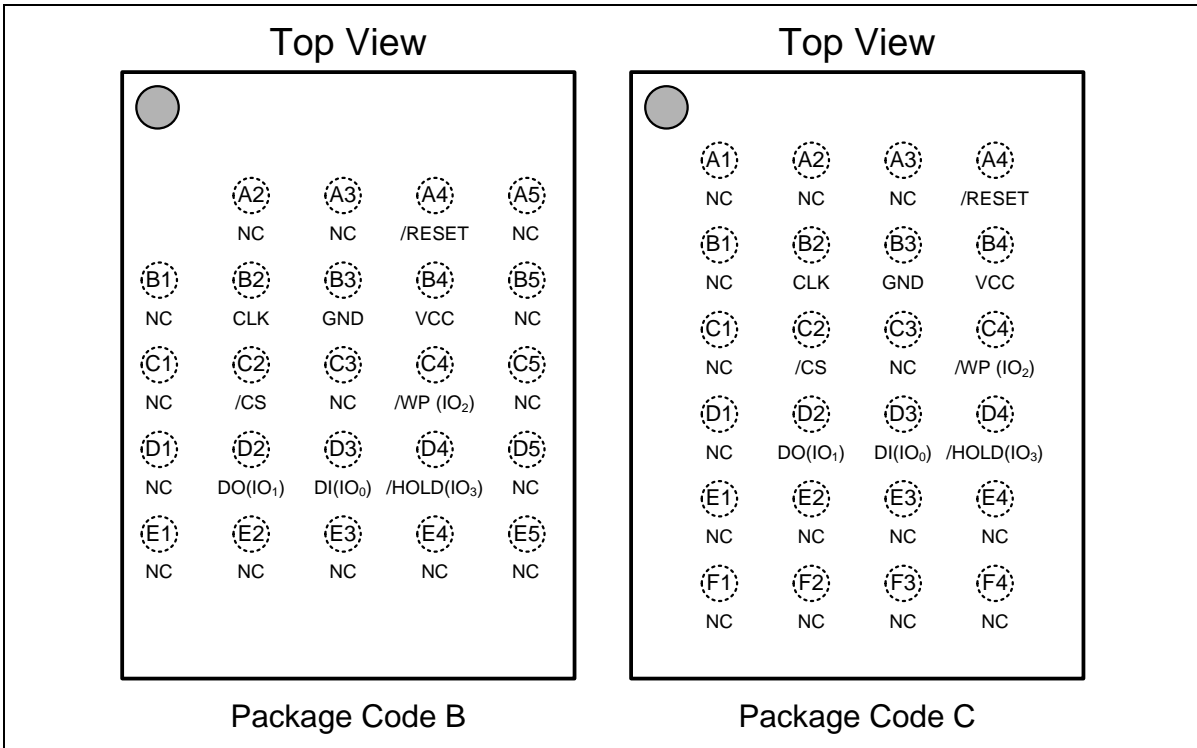 Top View
A2 A3 A4 A5
NC NC /RESET NC
B1 B2 B3 B4 B5
NC CLK GND VCC NC
C1 C2 C3 C4 C5
NC /CS NC /WP (IO₂) NC
D1 D2 D3 D4 D5
NC DO(IO₁) DI(IO₀) /HOLD(IO₃) NC
E1 E2 E3 E4 E5
NC NC NC NC NC
Package Code B
Top View
A1 A2 A3 A4
NC NC NC /RESET
B1 B2 B3 B4
NC CLK GND VCC
C1 C2 C3 C4
NC /CS NC /WP (IO₂)
D1 D2 D3 D4
NC DO(IO₁) DI(IO₀) /HOLD(IO₃)
E1 E2 E3 E4
NC NC NC NC
F1 F2 F3 F4
NC NC NC NC
Package Code C